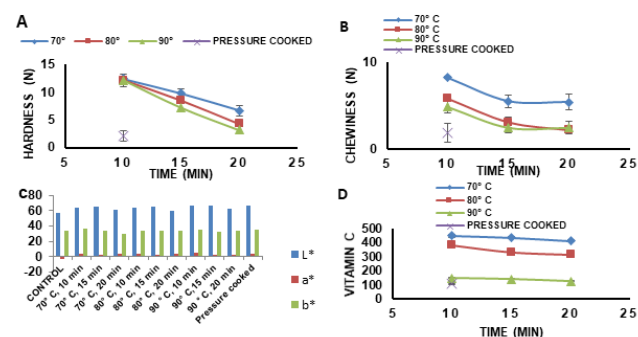 A
70°
80°
90°
PRESSURE COOKED
HARDNESS (N)
15
10
5
0
5
10
15
20
25
TIME (MIN)
B
70° C
80° C
90° C
PRESSURE COOKED
CHEWINESS (N)
10
5
0
5
10
15
20
25
TIME (MIN)
C
80
60
40
20
0
-20
CONTROL
70° C, 10 min
70° C, 15 min
70° C, 20 min
80° C, 10 min
80° C, 15 min
80° C, 20 min
90° C, 10 min
90° C,15 min
90° C, 20 min
Pressure cooked
L*
a*
b*
D
70° C
80° C
90° C
PRESSURE COOKED
VITAMIN C
500
400
300
200
100
0
5
10
15
20
25
TIME (MIN)